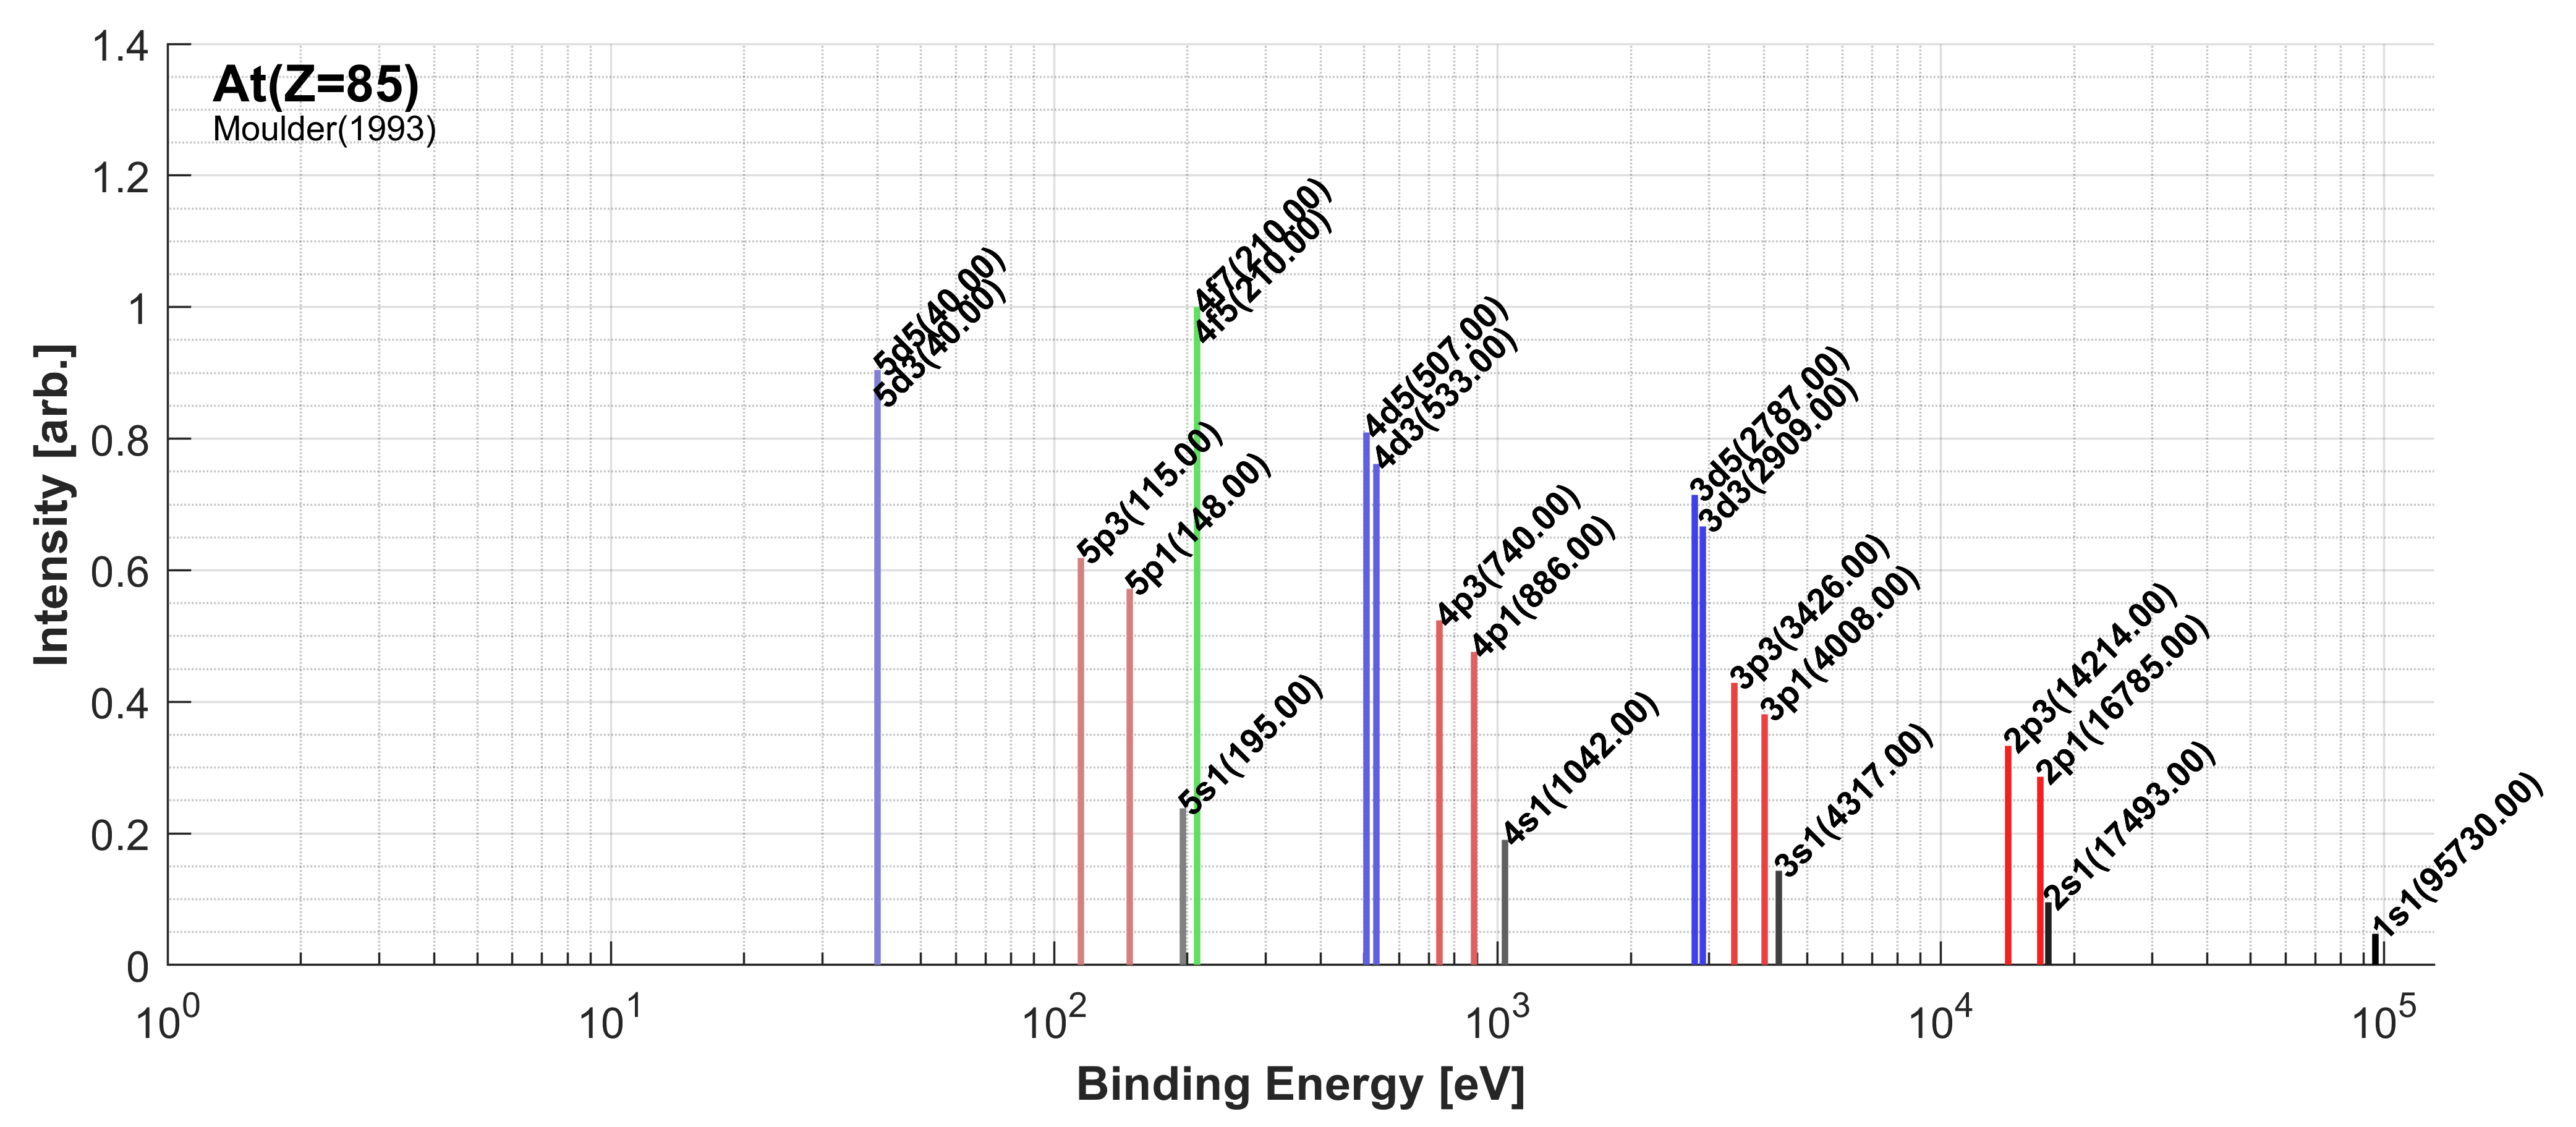 At(Z=85)
Moulder(1993)
Intensity [arb.]
1.4
1.2
1
0.8
0.6
0.4
0.2
0
5d5(40.00)
5d3(40.00)
5p3(115.00)
5p1(148.00)
5s1(195.00)
4f7(210.00)
4f5(210.00)
4d5(507.00)
4d3(533.00)
4p3(740.00)
4p1(886.00)
4s1(1042.00)
3d5(2787.00)
3d3(2909.00)
3p3(3426.00)
3p1(4008.00)
3s1(4317.00)
2p3(14214.00)
2p1(16785.00)
2s1(17493.00)
1s1(95730.00)
10^0 10^1 10^2 10^3 10^4 10^5
Binding Energy [eV]